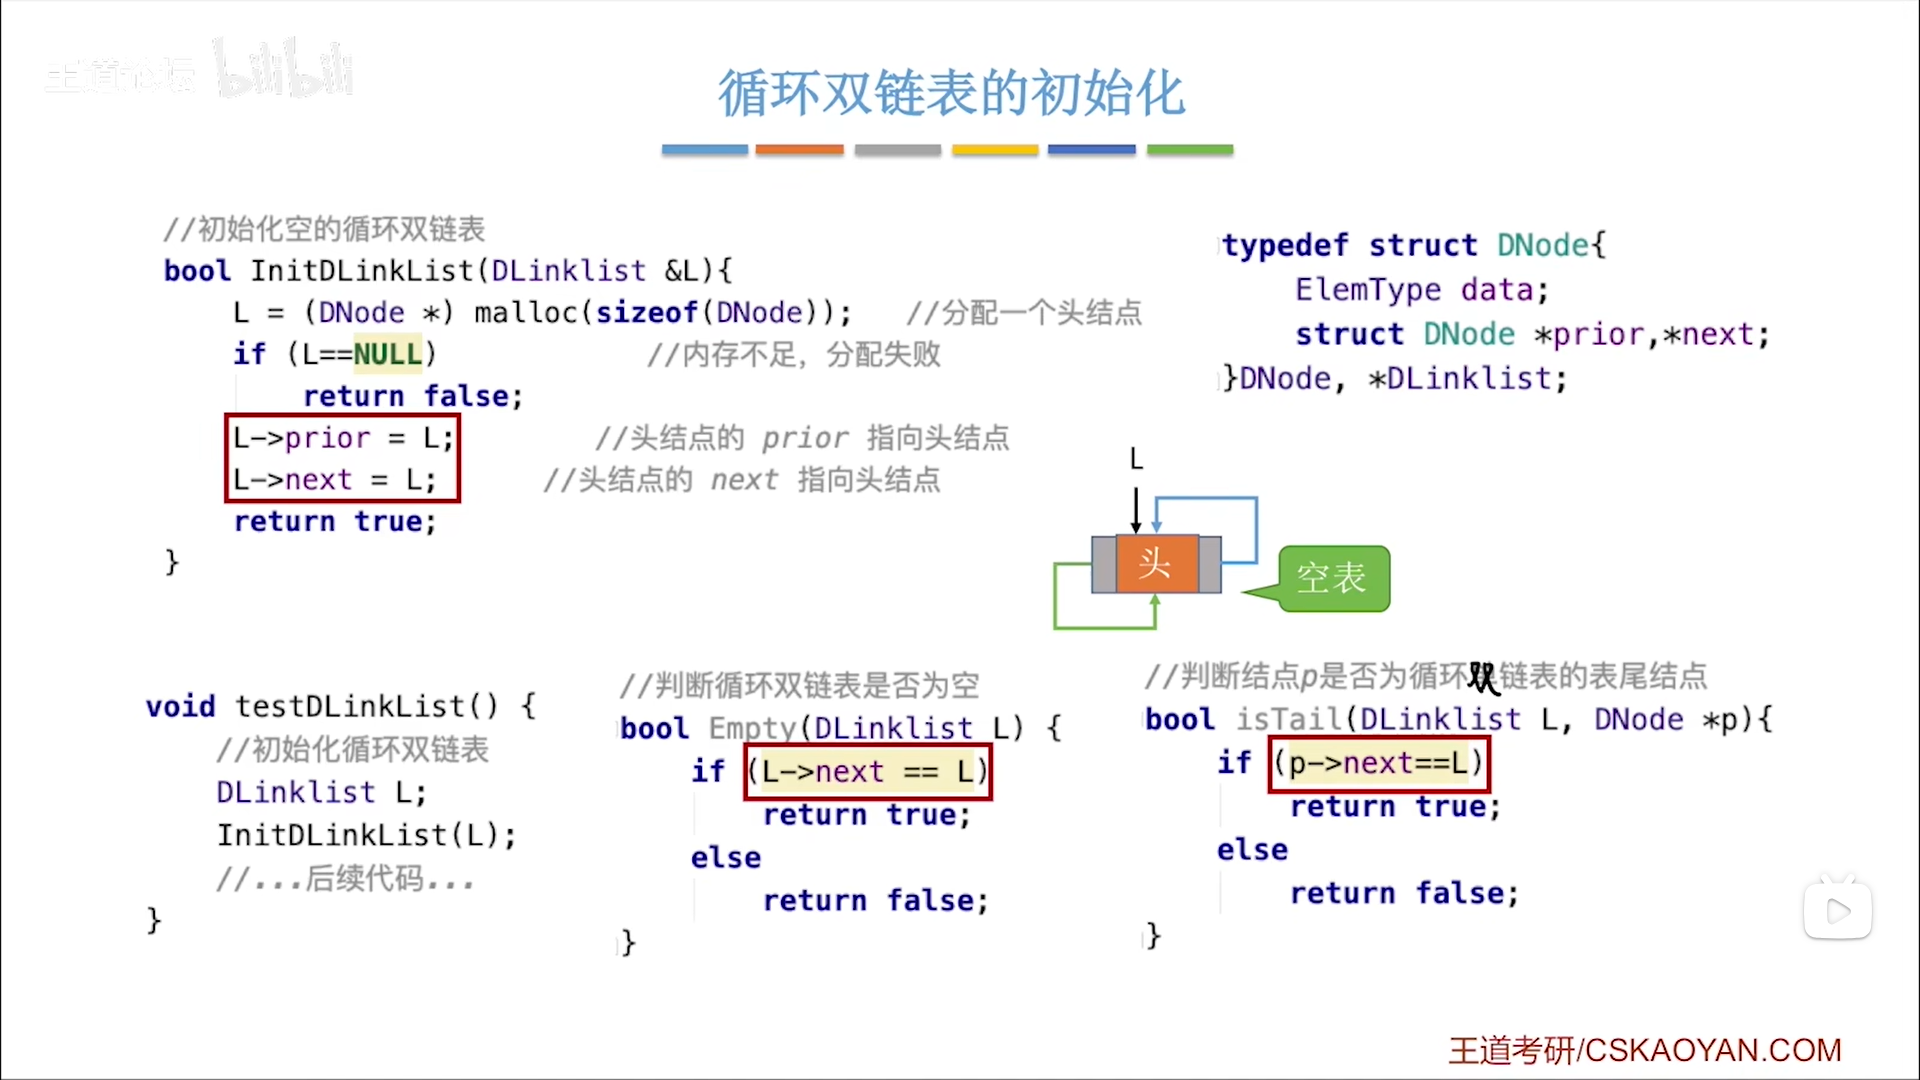 王道论坛 bilibili
循环双链表的初始化
//初始化空的循环双链表
bool InitDLinkList(DLinklist &L){
L = (DNode *) malloc(sizeof(DNode)); //分配一个头结点
if (L==NULL) //内存不足，分配失败
return false;
L->prior = L; //头结点的 prior 指向头结点
L->next = L; //头结点的 next 指向头结点
return true;
}
typedef struct DNode{
ElemType data;
struct DNode *prior,*next;
}DNode, *DLinklist;
L
头
空表
void testDLinkList() {
//初始化循环双链表
DLinklist L;
InitDLinkList(L);
//...后续代码...
}
//判断循环双链表是否为空
bool Empty(DLinklist L) {
if (L->next == L)
return true;
else
return false;
}
//判断结点p是否为循环双链表的表尾结点
bool isTail(DLinklist L, DNode *p){
if (p->next==L)
return true;
else
return false;
}
王道考研/CSKAOYAN.COM